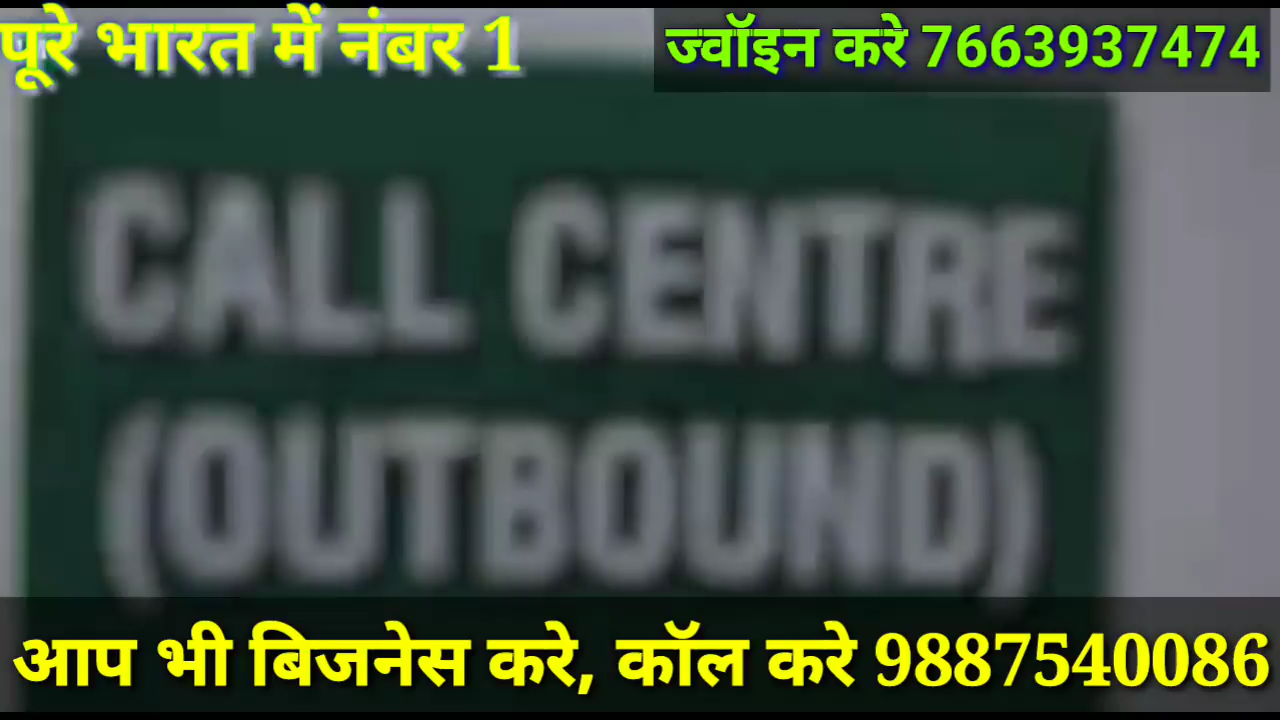 पूरे भारत में नंबर 1
ज्वॉइन करे 7663937474
CALL CENTRE
(OUTBOUND)
आप भी बिजनेस करे, कॉल करे 9887540086